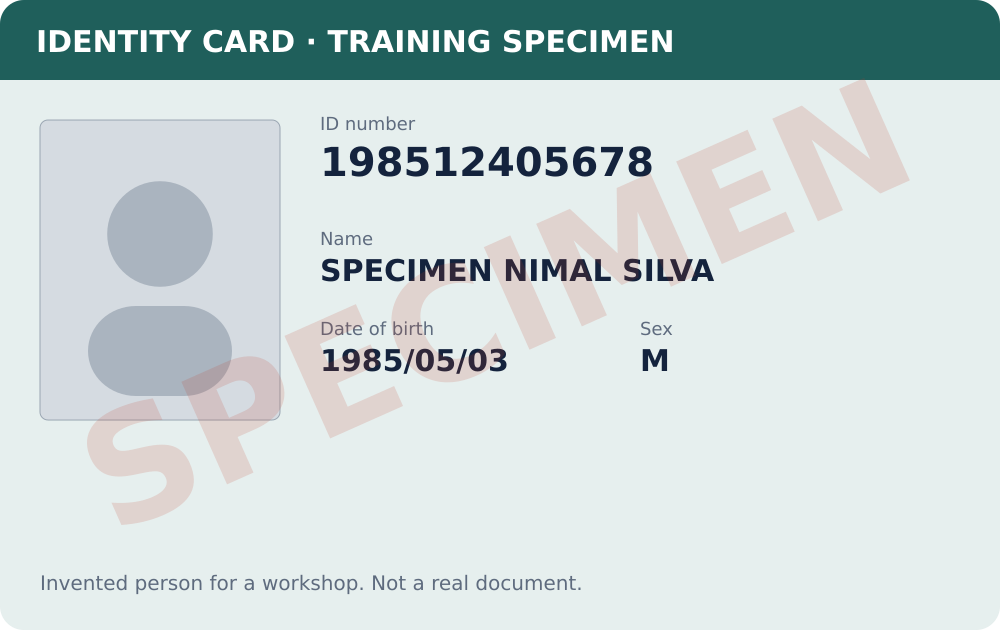 IDENTITY CARD · TRAINING SPECIMEN
ID number
198512405678
Name
SPECIMEN NIMAL SILVA
Date of birth
Sex
1985/05/03
M
SPECIMEN
Invented person for a workshop. Not a real document.